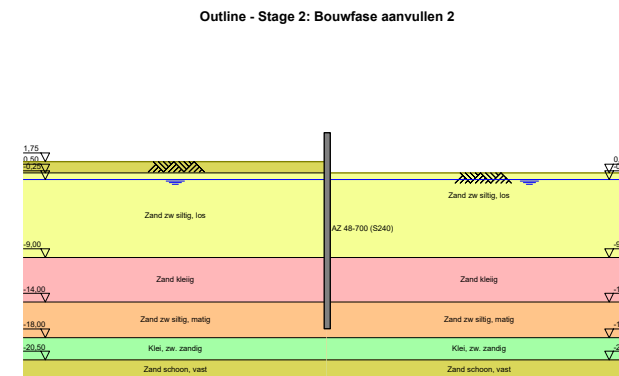 Outline - Stage 2: Bouwfase aanvullen 2
1,75
0,50
-0,25
Zand zw siltig, los
Zand zw siltig, los
AZ 48-700 (S240)
-9,00
Zand kleiig
Zand kleiig
-14,00
Zand zw siltig, matig
Zand zw siltig, matig
-18,00
Klei, zw. zandig
Klei, zw. zandig
-20,50
Zand schoon, vast
Zand schoon, vast